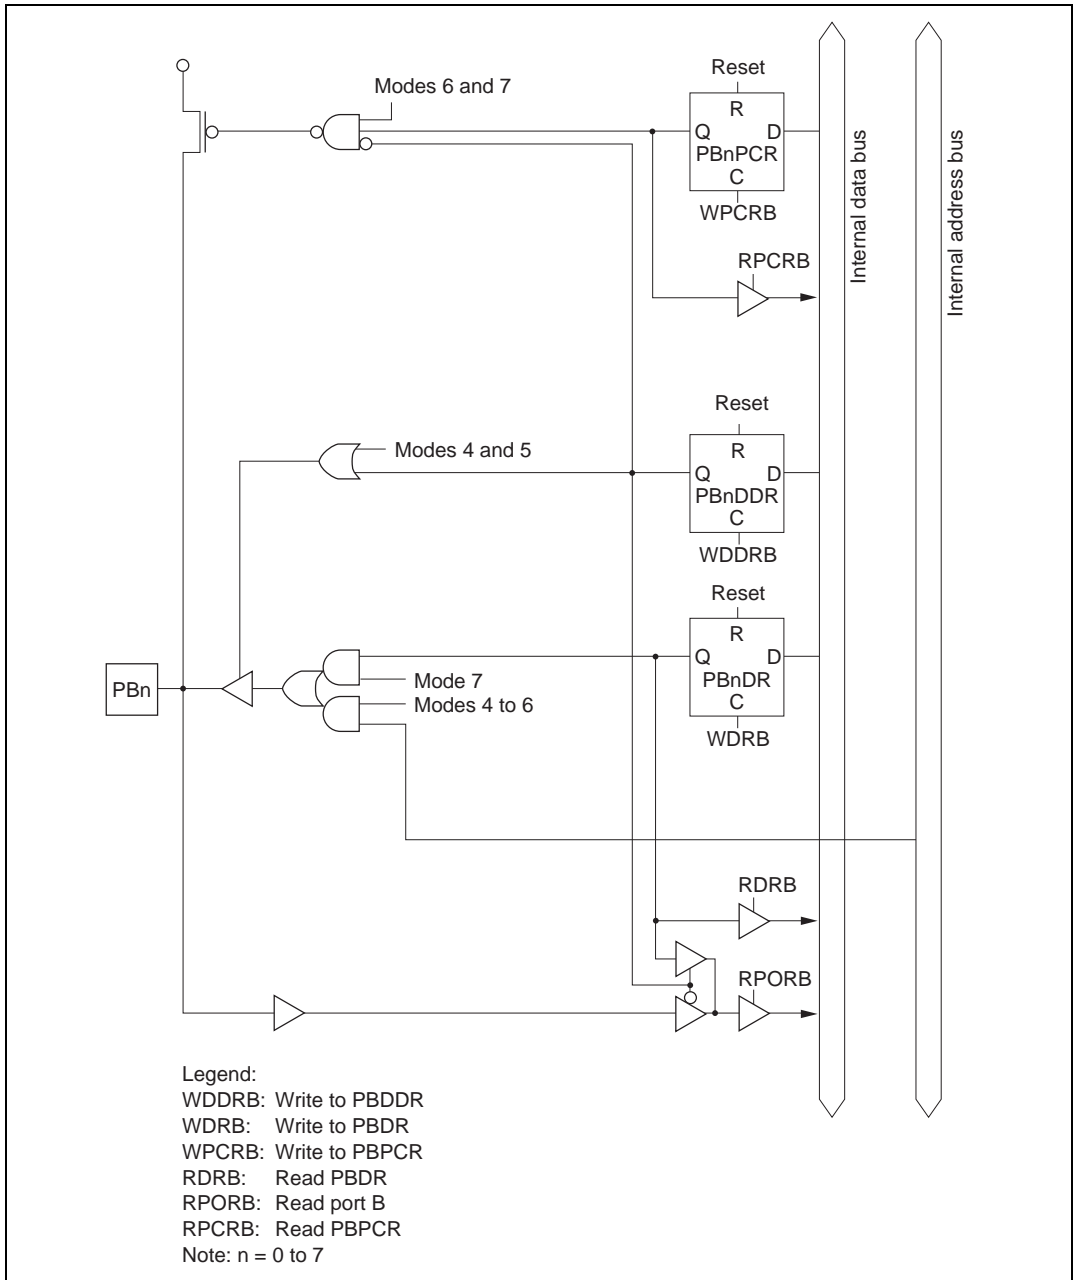 Reset
Modes 6 and 7
R
Q D
PBnPCR
C
WPCRB
RPCRB
Internal data bus
Internal address bus
Reset
Modes 4 and 5
R
Q D
PBnDDR
C
WDDRB
Reset
R
Q D
PBnDR
C
WDRB
PBn
Mode 7
Modes 4 to 6
RDRB
RPORB
Legend:
WDDRB: Write to PBDDR
WDRB: Write to PBDR
WPCRB: Write to PBPCR
RDRB: Read PBDR
RPORB: Read port B
RPCRB: Read PBPCR
Note: n = 0 to 7